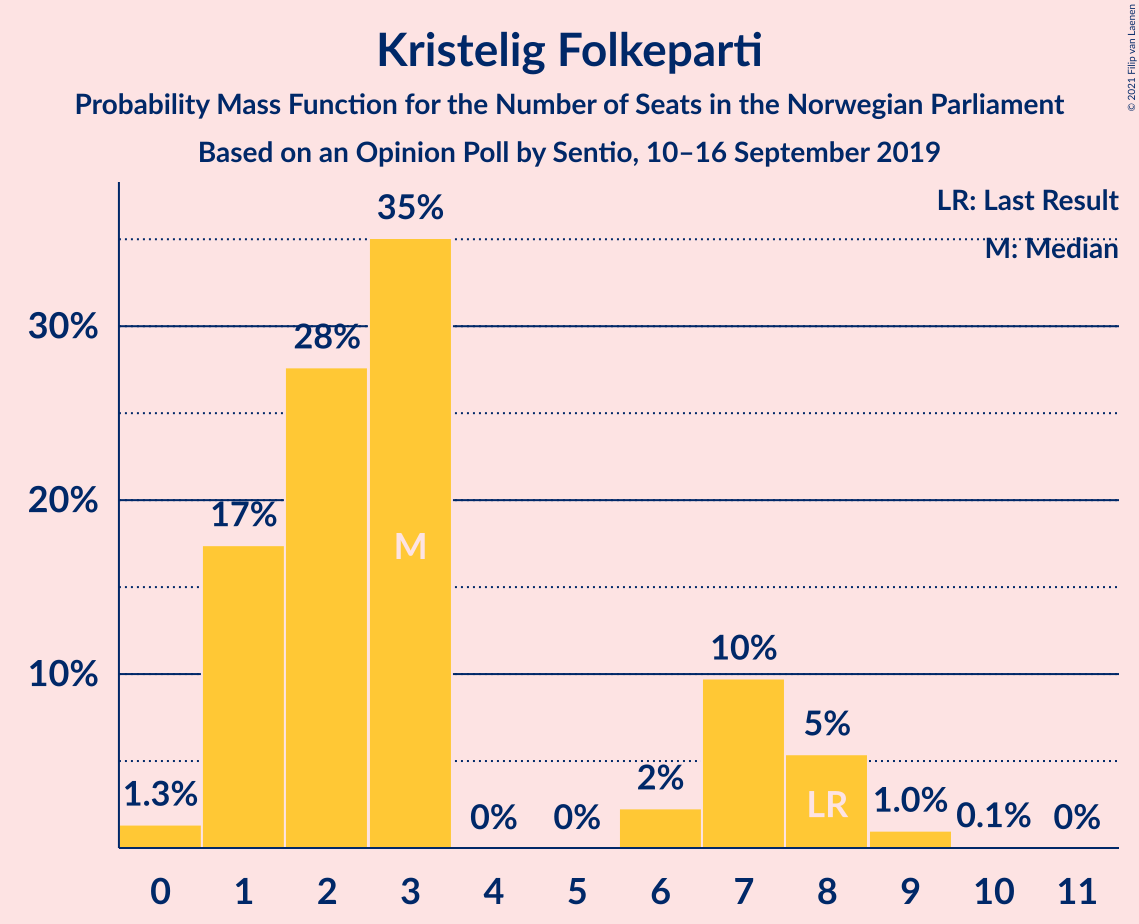 Kristelig Folkeparti
Probability Mass Function for the Number of Seats in the Norwegian Parliament
Based on an Opinion Poll by Sentio, 10–16 September 2019
© 2021 Filip van Laenen
LR: Last Result
M: Median
30%
20%
10%
1.3%
17%
28%
35%
0%
0%
2%
10%
5%
1.0%
0.1%
0%
M
LR
0 1 2 3 4 5 6 7 8 9 10 11